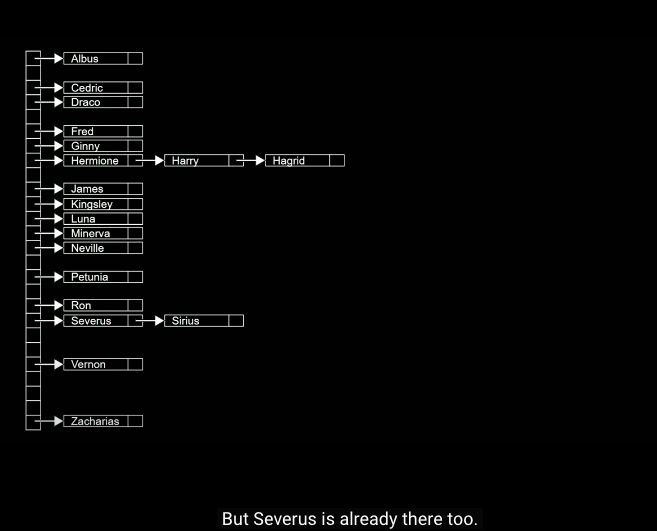 Albus
Cedric
Draco
Fred
Ginny
Hermione Harry Hagrid
James
Kingsley
Luna
Minerva
Neville
Petunia
Ron
Severus Sirius
Vernon
Zacharias
But Severus is already there too.